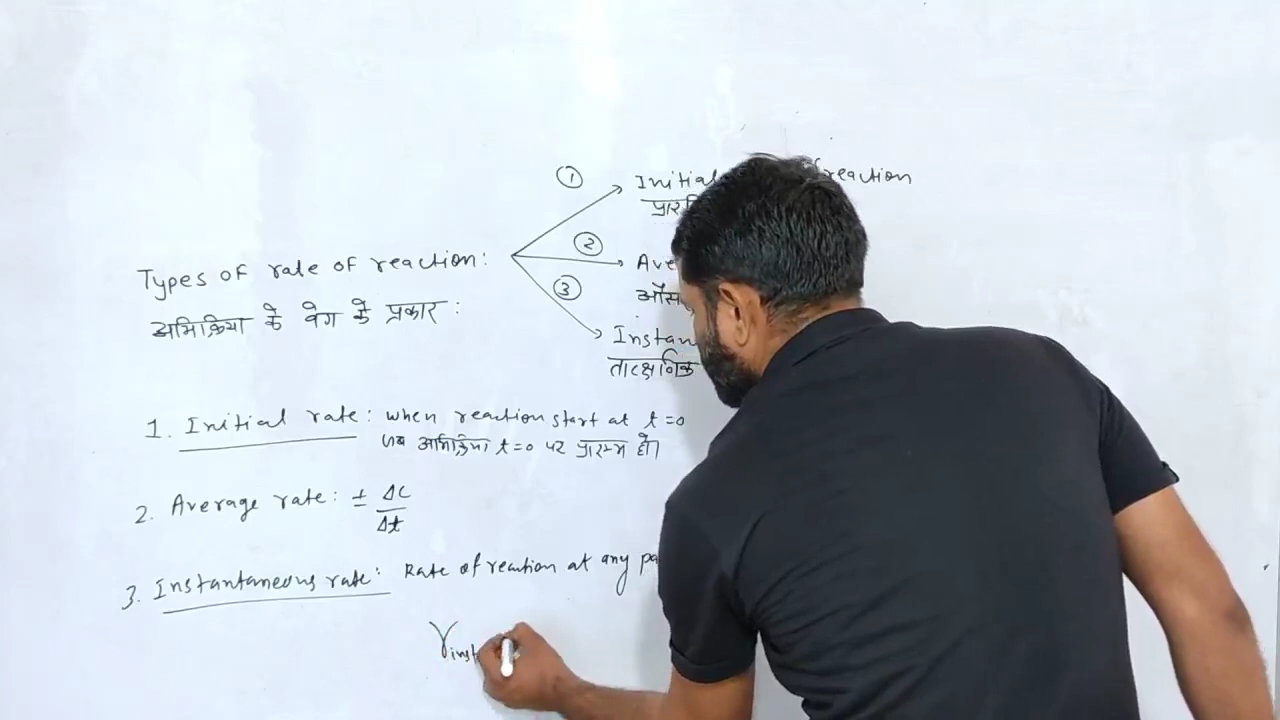 ① Initial reaction
② 
③ 
Types of rate of reaction:
अभिक्रिया के वेग के प्रकार :
तात्क्षणिक
1. Initial rate: when reaction start at t=0
जब अभिक्रिया t=0 पर प्रारम्भ हो।
2. Average rate: ± ΔC/Δt
3. Instantaneous rate: Rate of reaction at any
r inst